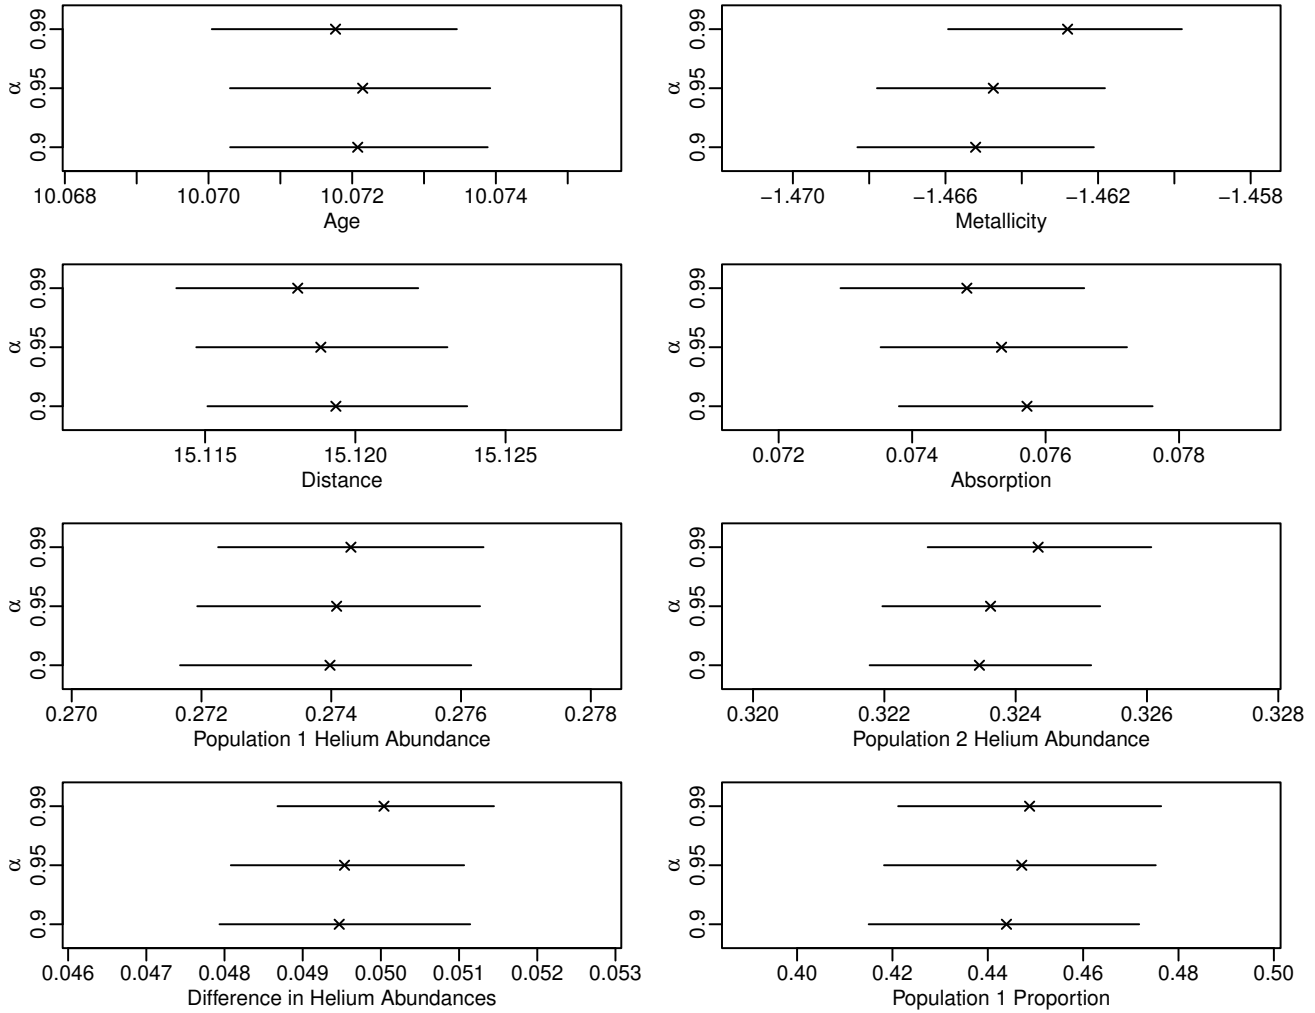 α
0.99
0.95
0.9
10.068 10.070 10.072 10.074
Age
α
0.99
0.95
0.9
−1.470 −1.466 −1.462 −1.458
Metallicity
α
0.99
0.95
0.9
15.115 15.120 15.125
Distance
α
0.99
0.95
0.9
0.072 0.074 0.076 0.078
Absorption
α
0.99
0.95
0.9
0.270 0.272 0.274 0.276 0.278
Population 1 Helium Abundance
α
0.99
0.95
0.9
0.320 0.322 0.324 0.326 0.328
Population 2 Helium Abundance
α
0.99
0.95
0.9
0.046 0.047 0.048 0.049 0.050 0.051 0.052 0.053
Difference in Helium Abundances
α
0.99
0.95
0.9
0.40 0.42 0.44 0.46 0.48 0.50
Population 1 Proportion